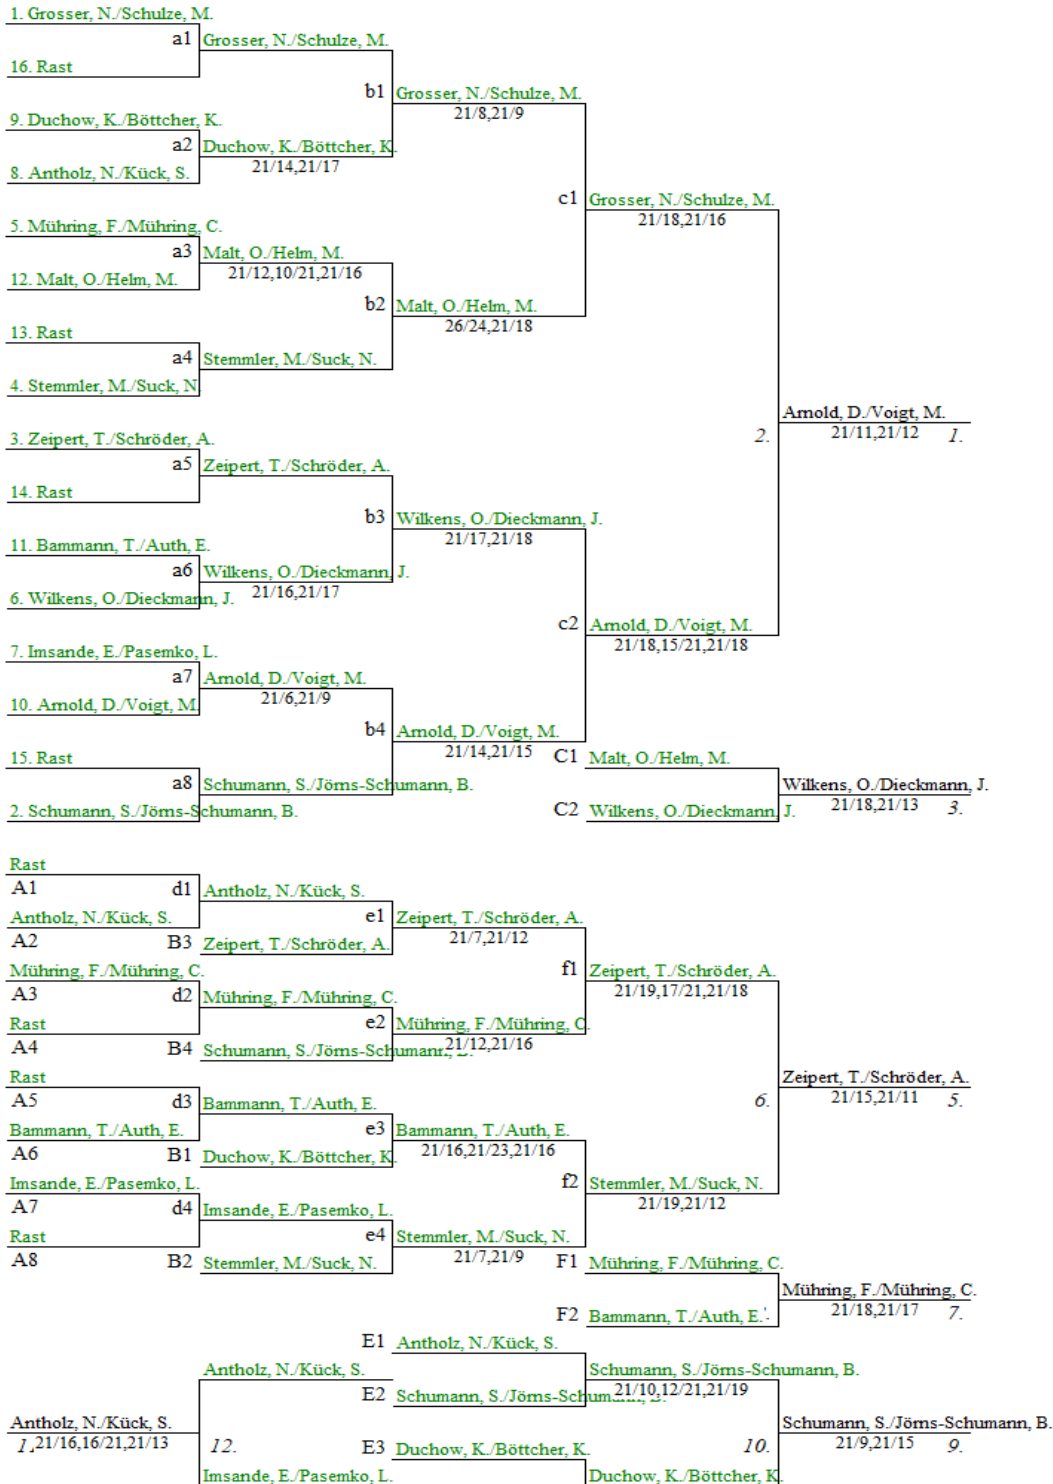 1. Grosser, N./Schulze, M.
a1 Grosser, N./Schulze, M.
16. Rast
b1 Grosser, N./Schulze, M.
21/8,21/9
9. Duchow, K./Böttcher, K.
a2 Duchow, K./Böttcher, K.
21/14,21/17
8. Antholz, N./Kück, S.
c1 Grosser, N./Schulze, M.
21/18,21/16
5. Mühring, F./Mühring, C.
a3 Malt, O./Helm, M.
21/12,10/21,21/16
12. Malt, O./Helm, M.
b2 Malt, O./Helm, M.
26/24,21/18
13. Rast
a4 Stemmler, M./Suck, N.
4. Stemmler, M./Suck, N.
Arnold, D./Voigt, M.
2. 21/11,21/12 1.
3. Zeipert, T./Schröder, A.
a5 Zeipert, T./Schröder, A.
14. Rast
b3 Wilkens, O./Dieckmann, J.
21/17,21/18
11. Bammann, T./Auth, E.
a6 Wilkens, O./Dieckmann, J.
21/16,21/17
6. Wilkens, O./Dieckmann, J.
c2 Arnold, D./Voigt, M.
21/18,15/21,21/18
7. Imsande, E./Pasemko, L.
a7 Arnold, D./Voigt, M.
21/6,21/9
10. Arnold, D./Voigt, M.
b4 Arnold, D./Voigt, M.
21/14,21/15
15. Rast
C1 Malt, O./Helm, M.
a8 Schumann, S./Jörns-Schumann, B.
Wilkens, O./Dieckmann, J.
21/18,21/13 3.
2. Schumann, S./Jörns-Schumann, B.
C2 Wilkens, O./Dieckmann, J.
Rast
A1 d1 Antholz, N./Kück, S.
Antholz, N./Kück, S.
e1 Zeipert, T./Schröder, A.
21/7,21/12
A2 B3 Zeipert, T./Schröder, A.
Mühring, F./Mühring, C.
f1 Zeipert, T./Schröder, A.
21/19,17/21,21/18
A3 d2 Mühring, F./Mühring, C.
Rast
e2 Mühring, F./Mühring, C.
21/12,21/16
A4 B4 Schumann, S./Jörns-Schumann, B.
Rast
Zeipert, T./Schröder, A.
6. 21/15,21/11 5.
A5 d3 Bammann, T./Auth, E.
Bammann, T./Auth, E.
e3 Bammann, T./Auth, E.
21/16,21/23,21/16
A6 B1 Duchow, K./Böttcher, K.
Imsande, E./Pasemko, L.
f2 Stemmler, M./Suck, N.
21/19,21/12
A7 d4 Imsande, E./Pasemko, L.
Rast
e4 Stemmler, M./Suck, N.
21/7,21/9
A8 B2 Stemmler, M./Suck, N.
F1 Mühring, F./Mühring, C.
Mühring, F./Mühring, C.
21/18,21/17 7.
F2 Bammann, T./Auth, E.
E1 Antholz, N./Kück, S.
Antholz, N./Kück, S.
Schumann, S./Jörns-Schumann, B.
21/10,12/21,21/19
E2 Schumann, S./Jörns-Schumann, B.
Antholz, N./Kück, S.
21/16,16/21,21/13 12.
Schumann, S./Jörns-Schumann, B.
10. 21/9,21/15 9.
E3 Duchow, K./Böttcher, K.
Imsande, E./Pasemko, L.
Duchow, K./Böttcher, K.